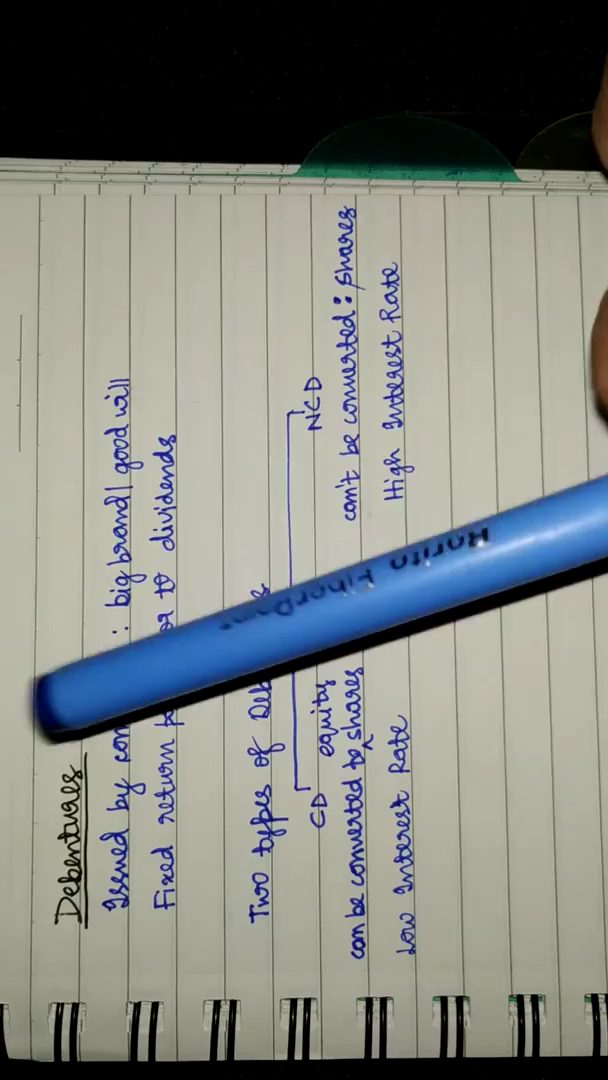 Debentures
Issued by com : big brand/ good will
Fixed return to dividends
Two types of Deb s
CD NCD
can be converted to equity shares can't be converted : shares
Low Interest Rate High Interest Rate